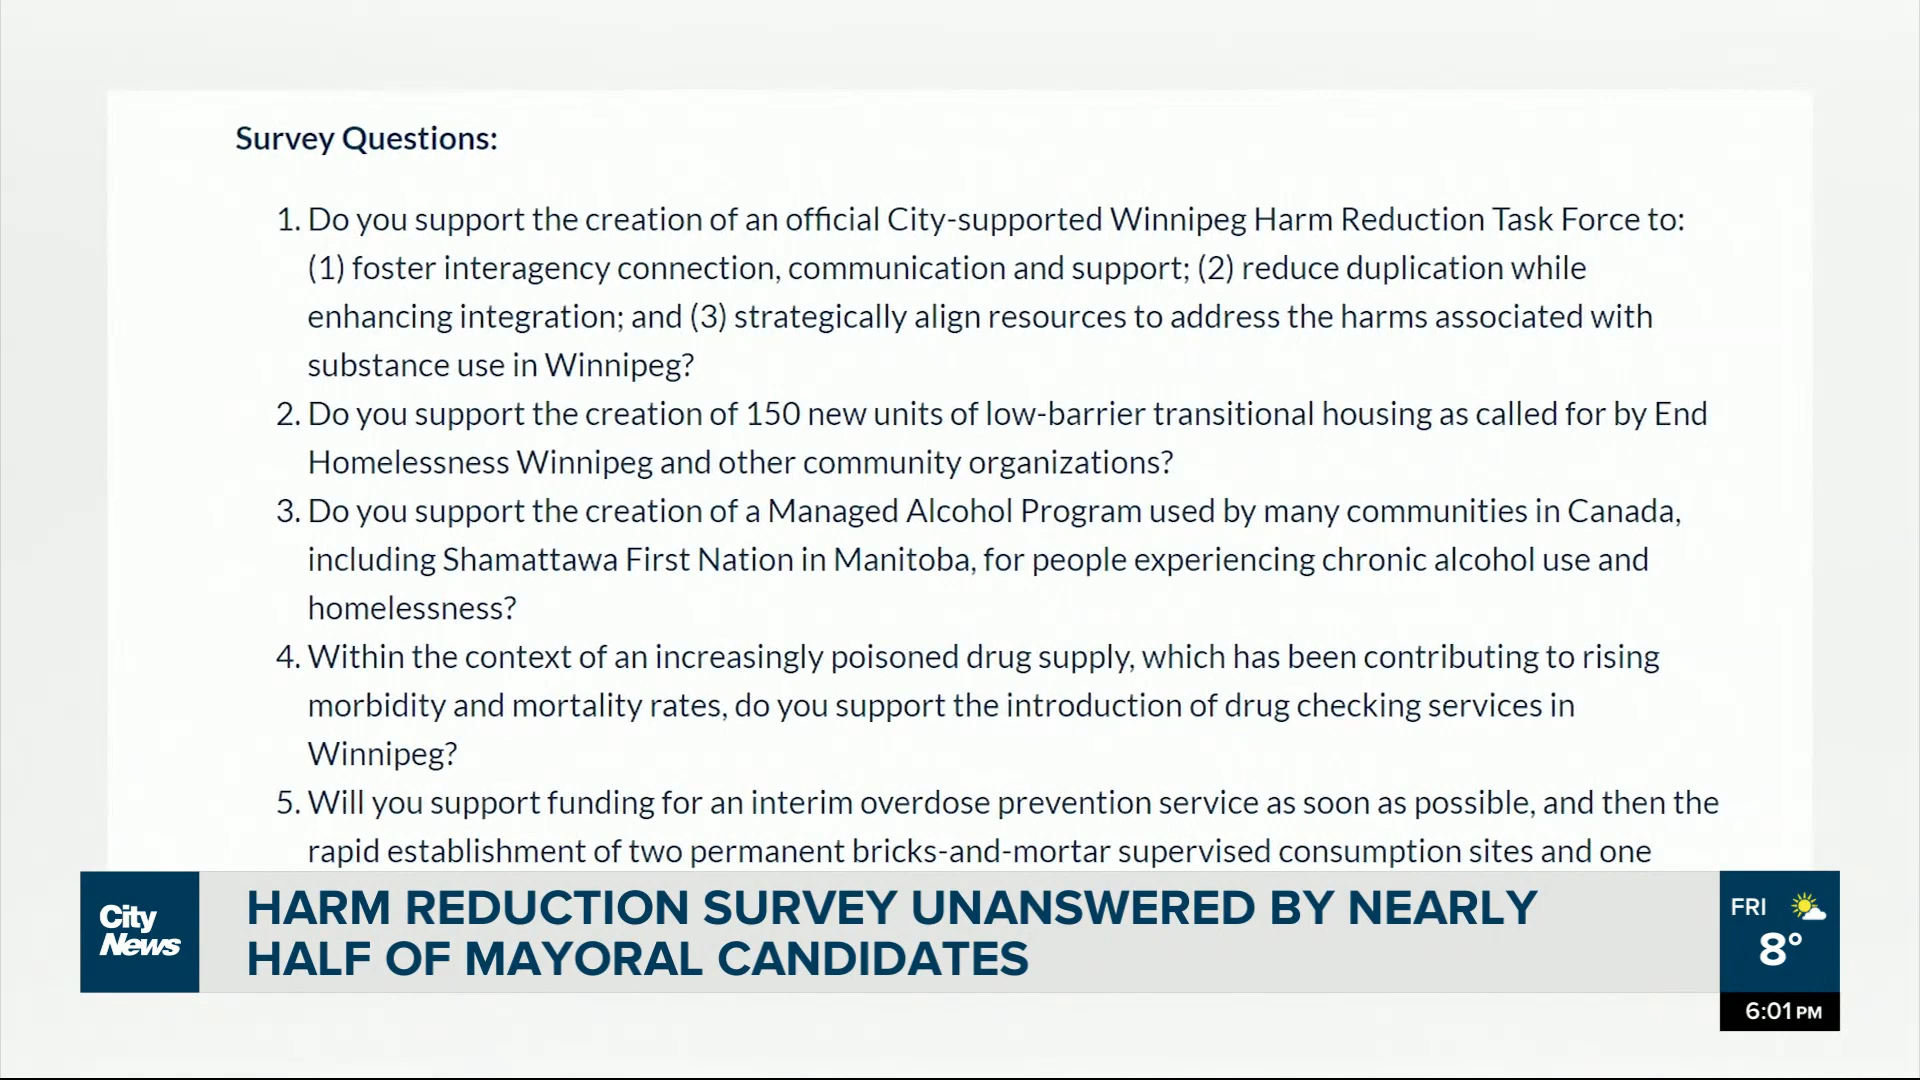 Survey Questions:
1. Do you support the creation of an official City-supported Winnipeg Harm Reduction Task Force to:
(1) foster interagency connection, communication and support; (2) reduce duplication while
enhancing integration; and (3) strategically align resources to address the harms associated with
substance use in Winnipeg?
2. Do you support the creation of 150 new units of low-barrier transitional housing as called for by End
Homelessness Winnipeg and other community organizations?
3. Do you support the creation of a Managed Alcohol Program used by many communities in Canada,
including Shamattawa First Nation in Manitoba, for people experiencing chronic alcohol use and
homelessness?
4. Within the context of an increasingly poisoned drug supply, which has been contributing to rising
morbidity and mortality rates, do you support the introduction of drug checking services in
Winnipeg?
5. Will you support funding for an interim overdose prevention service as soon as possible, and then the
rapid establishment of two permanent bricks-and-mortar supervised consumption sites and one
City
News
HARM REDUCTION SURVEY UNANSWERED BY NEARLY
HALF OF MAYORAL CANDIDATES
FRI
8°
6:01 PM